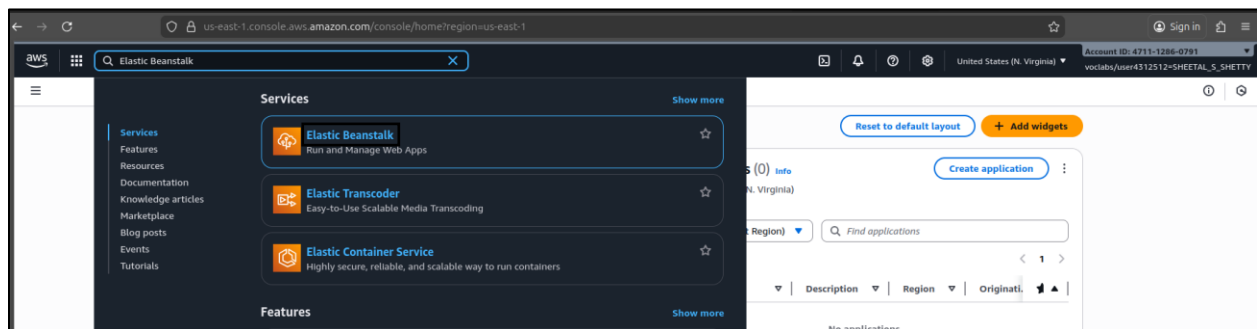 us-east-1.console.aws.amazon.com/console/home?region=us-east-1
Sign in
aws
Elastic Beanstalk
United States (N. Virginia)
Account ID: 4711-1286-0791
voclabs/user4312512=SHEETAL_S_SHETTY
Services
Show more
Services
Features
Resources
Documentation
Knowledge articles
Marketplace
Blog posts
Events
Tutorials
Elastic Beanstalk
Run and Manage Web Apps
Elastic Transcoder
Easy-to-Use Scalable Media Transcoding
Elastic Container Service
Highly secure, reliable, and scalable way to run containers
Features
Show more
Reset to default layout
+ Add widgets
(0) Info
Create application
N. Virginia)
Region)
Find applications
1
Description
Region
Originati.
No applications